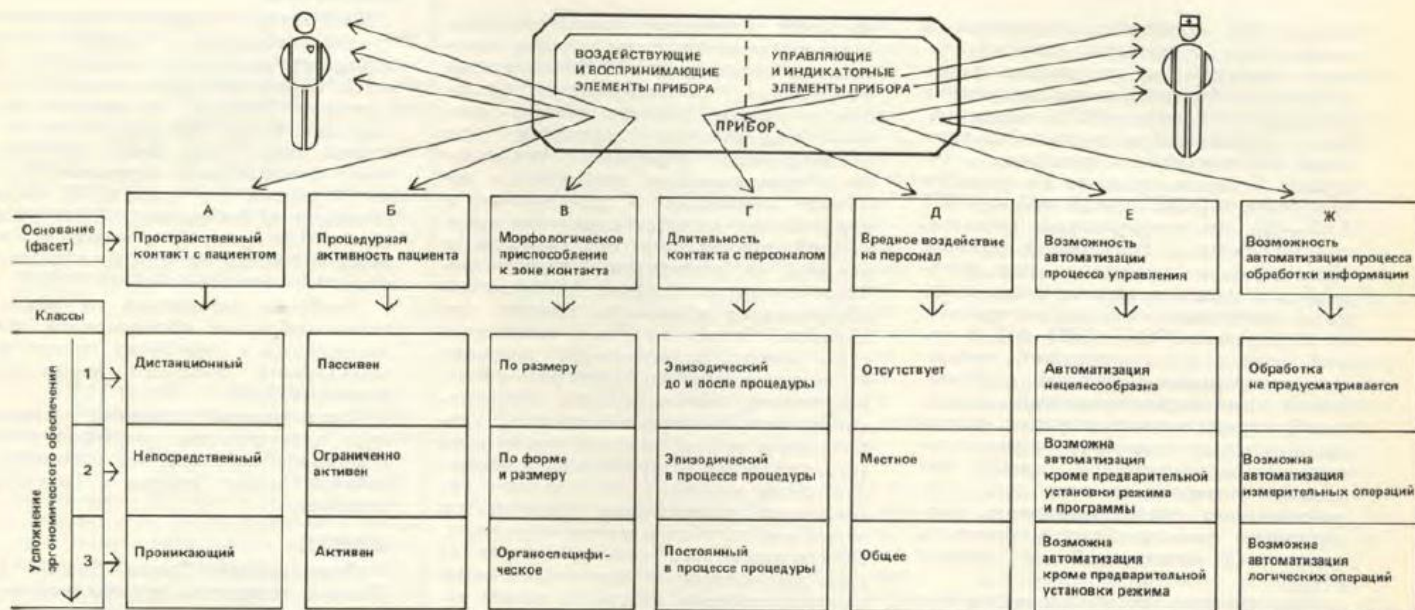 ВОЗДЕЙСТВУЮЩИЕ
И ВОСПРИНИМАЮЩИЕ
ЭЛЕМЕНТЫ ПРИБОРА
УПРАВЛЯЮЩИЕ
И ИНДИКАТОРНЫЕ
ЭЛЕМЕНТЫ ПРИБОРА
ПРИБОР
Основание
(фасет)
А
Пространственный
контакт с пациентом
Б
Процедурная
активность пациента
В
Морфологическое
приспособление
к зоне контакта
Г
Длительность
контакта с персоналом
Д
Вредное воздействие
на персонал
Е
Возможность
автоматизации
процесса управления
Ж
Возможность
автоматизации процесса
обработки информации
Классы
Усложнение
эргономического обеспечения
1
Дистанционный
Пассивен
По размеру
Эпизодический
до и после процедуры
Отсутствует
Автоматизация
нецелесообразна
Обработка
не предусматривается
2
Непосредственный
Ограниченно
активен
По форме
и размеру
Эпизодический
в процессе процедуры
Местное
Возможна
автоматизация
кроме предварительной
установки режима
и программы
Возможна
автоматизация
измерительных операций
3
Проникающий
Активен
Органоспецифи-
ческое
Постоянный
в процессе процедуры
Общее
Возможна
автоматизация
кроме предварительной
установки режима
Возможна
автоматизация
логических операций